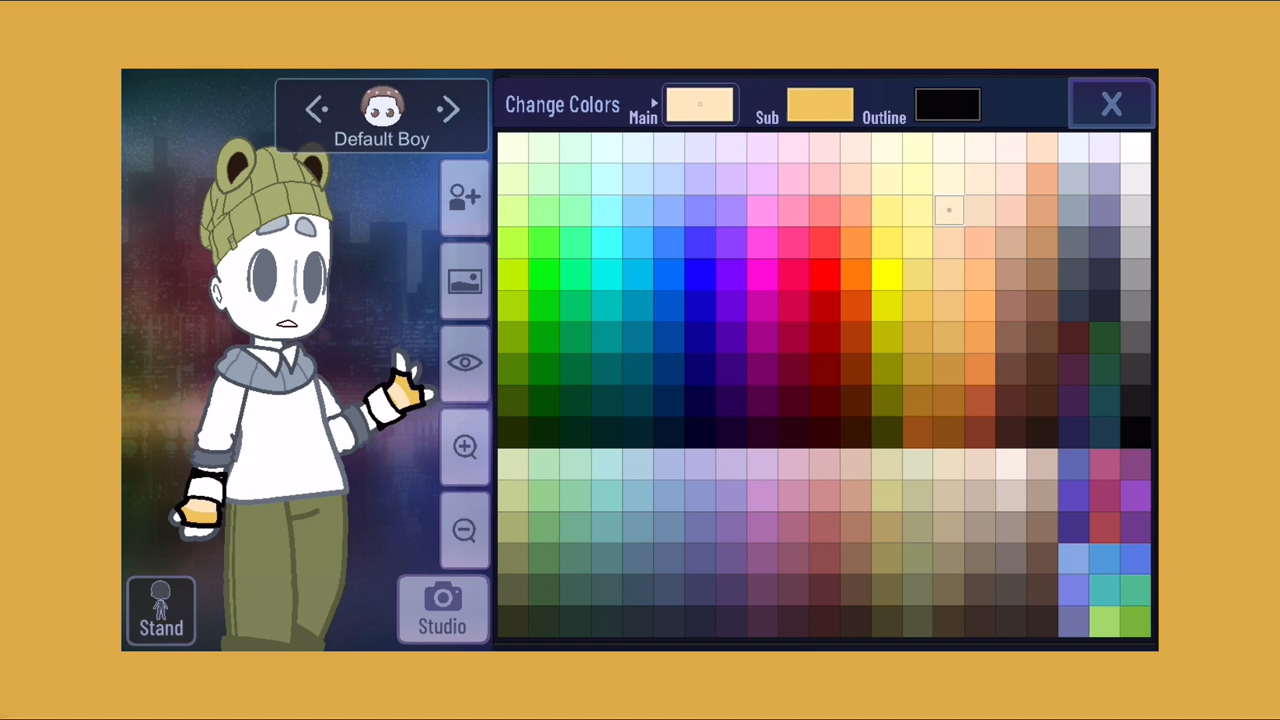 Default Boy
Change Colors
Main
Sub
Outline
X
Stand
Studio